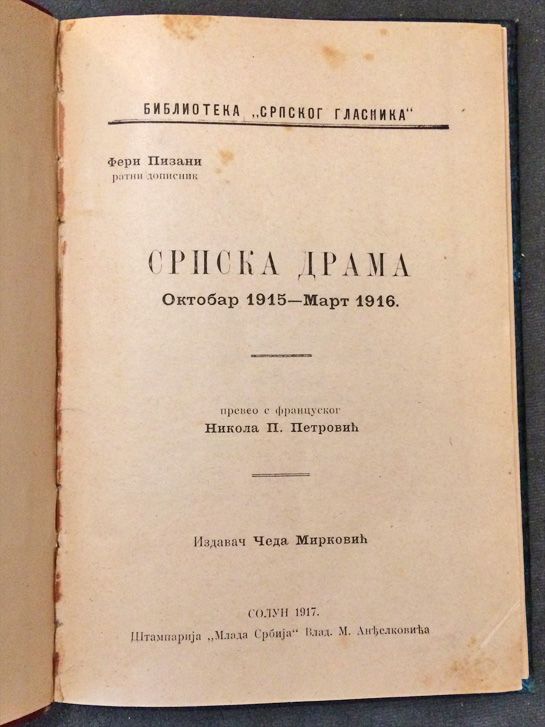 БИБЛИОТЕКА „СРПСКОГ ГЛАСНИКА“
Фери Пизани
ратни дописник
СРПСКА ДРАМА
Октобар 1915—Март 1916.
превео с француског
Никола П. Петровић
Издавач Чеда Мирковић
СОЛУН 1917.
Штампарија „Млада Србија“ Влад. М. Анђелковића